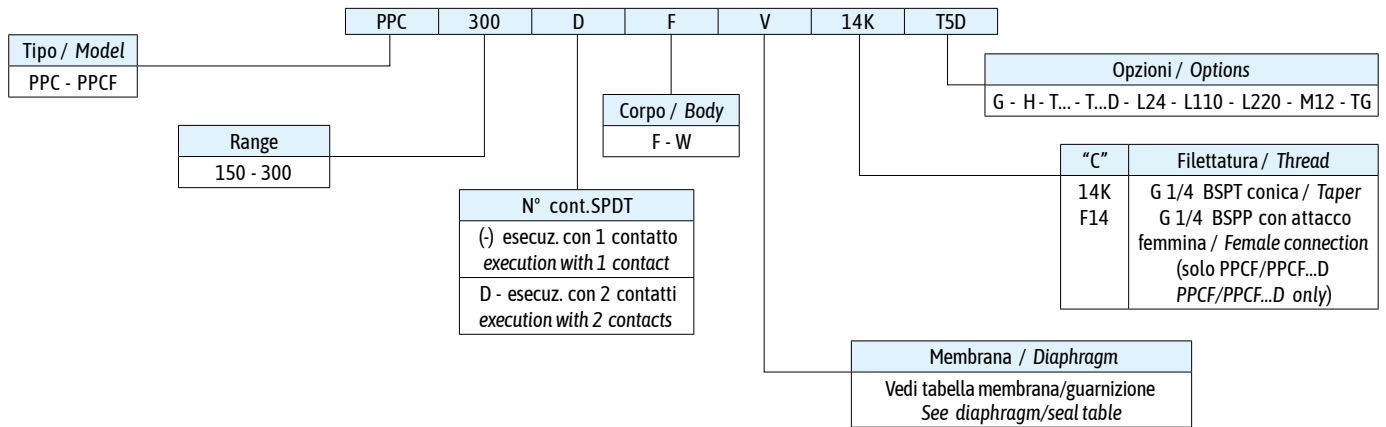 PPC 300 D F V 14K T5D
Tipo / Model
PPC - PPCF
Range
150 - 300
N° cont.SPDT
(-) esecuz. con 1 contatto
execution with 1 contact
D - esecuz. con 2 contatti
execution with 2 contacts
Corpo / Body
F - W
Opzioni / Options
G - H - T... - T...D - L24 - L110 - L220 - M12 - TG
“C” Filettatura / Thread
14K G 1/4 BSPT conica / Taper
F14 G 1/4 BSPP con attacco
femmina / Female connection
(solo PPCF/PPCF...D
PPCF/PPCF...D only)
Membrana / Diaphragm
Vedi tabella membrana/guarnizione
See diaphragm/seal table